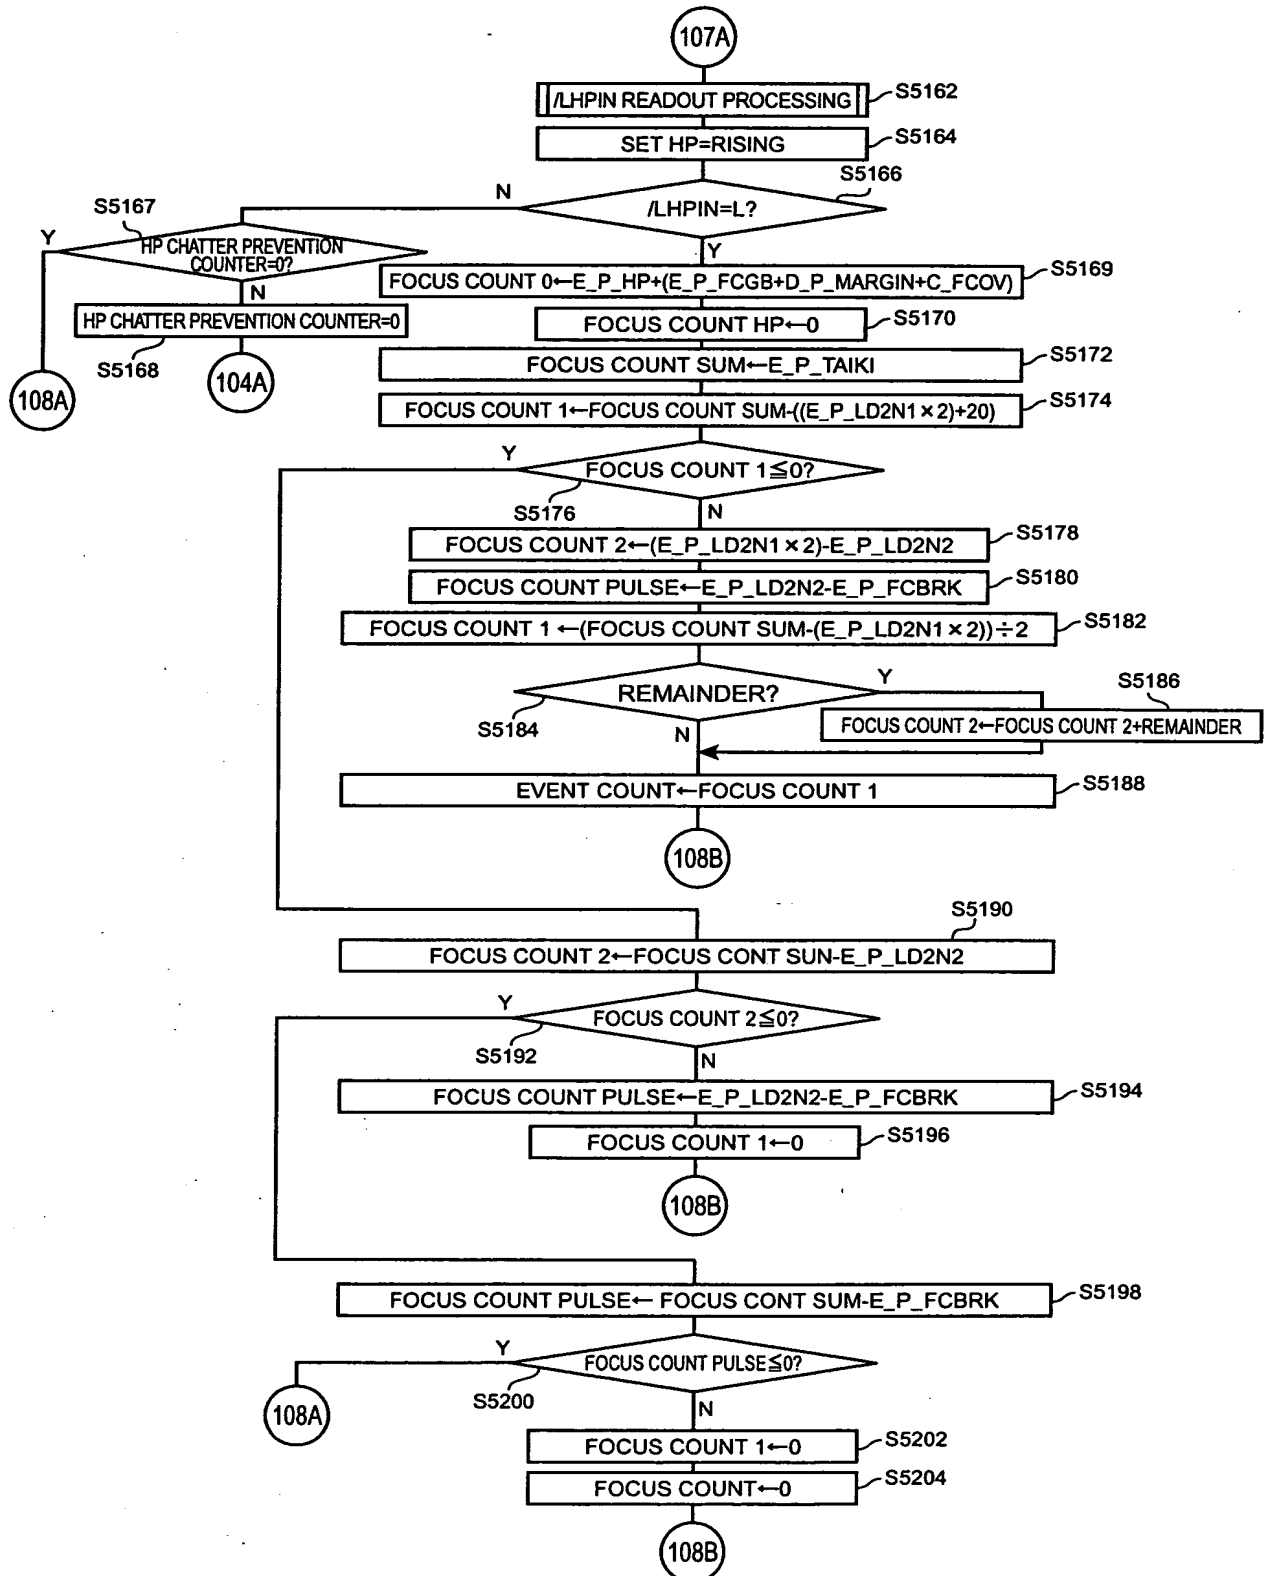 107A
/LHPIN READOUT PROCESSING
S5162
SET HP=RISING
S5164
S5166
/LHPIN=L?
N
Y
S5167
Y
HP CHATTER PREVENTION
COUNTER=0?
N
HP CHATTER PREVENTION COUNTER=0
S5168
108A
104A
FOCUS COUNT 0←E_P_HP+(E_P_FCGB+D_P_MARGIN+C_FCOV)
S5169
FOCUS COUNT HP←0
S5170
FOCUS COUNT SUM←E_P_TAIKI
S5172
FOCUS COUNT 1←FOCUS COUNT SUM-((E_P_LD2N1×2)+20)
S5174
Y
FOCUS COUNT 1≦0?
S5176
N
FOCUS COUNT 2←(E_P_LD2N1×2)-E_P_LD2N2
S5178
FOCUS COUNT PULSE←E_P_LD2N2-E_P_FCBRK
S5180
FOCUS COUNT 1 ←(FOCUS COUNT SUM-(E_P_LD2N1×2))÷2
S5182
REMAINDER?
Y
S5184
N
S5186
FOCUS COUNT 2←FOCUS COUNT 2+REMAINDER
EVENT COUNT←FOCUS COUNT 1
S5188
108B
S5190
FOCUS COUNT 2←FOCUS CONT SUN-E_P_LD2N2
Y
FOCUS COUNT 2≦0?
S5192
N
FOCUS COUNT PULSE←E_P_LD2N2-E_P_FCBRK
S5194
FOCUS COUNT 1←0
S5196
108B
FOCUS COUNT PULSE← FOCUS CONT SUM-E_P_FCBRK
S5198
Y
FOCUS COUNT PULSE≦0?
S5200
108A
N
FOCUS COUNT 1←0
S5202
FOCUS COUNT←0
S5204
108B